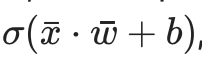 σ(x̄ · w̄ + b),